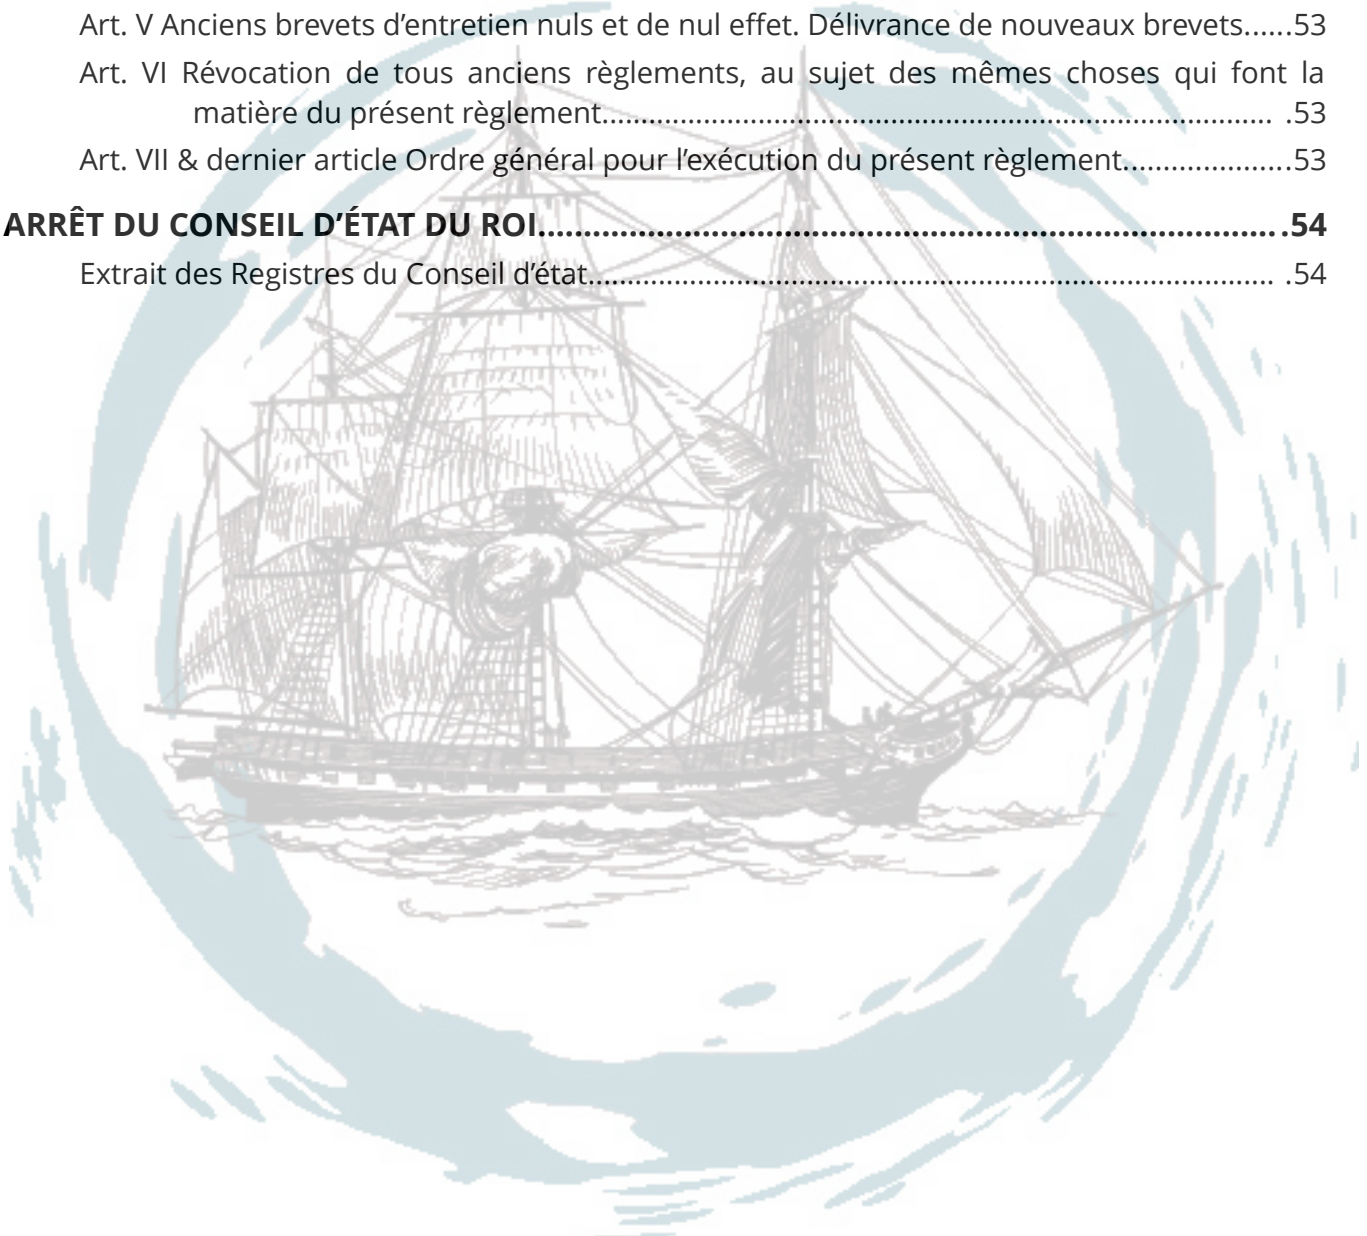 Art. V Anciens brevets d’entretien nuls et de nul effet. Délivrance de nouveaux brevets......53
Art. VI Révocation de tous anciens règlements, au sujet des mêmes choses qui font la
matière du présent règlement.................................................................................. .53
Art. VII & dernier article Ordre général pour l’exécution du présent règlement....................53
ARRÊT DU CONSEIL D’ÉTAT DU ROI......................................................................................54
Extrait des Registres du Conseil d’état.................................................................................... .54